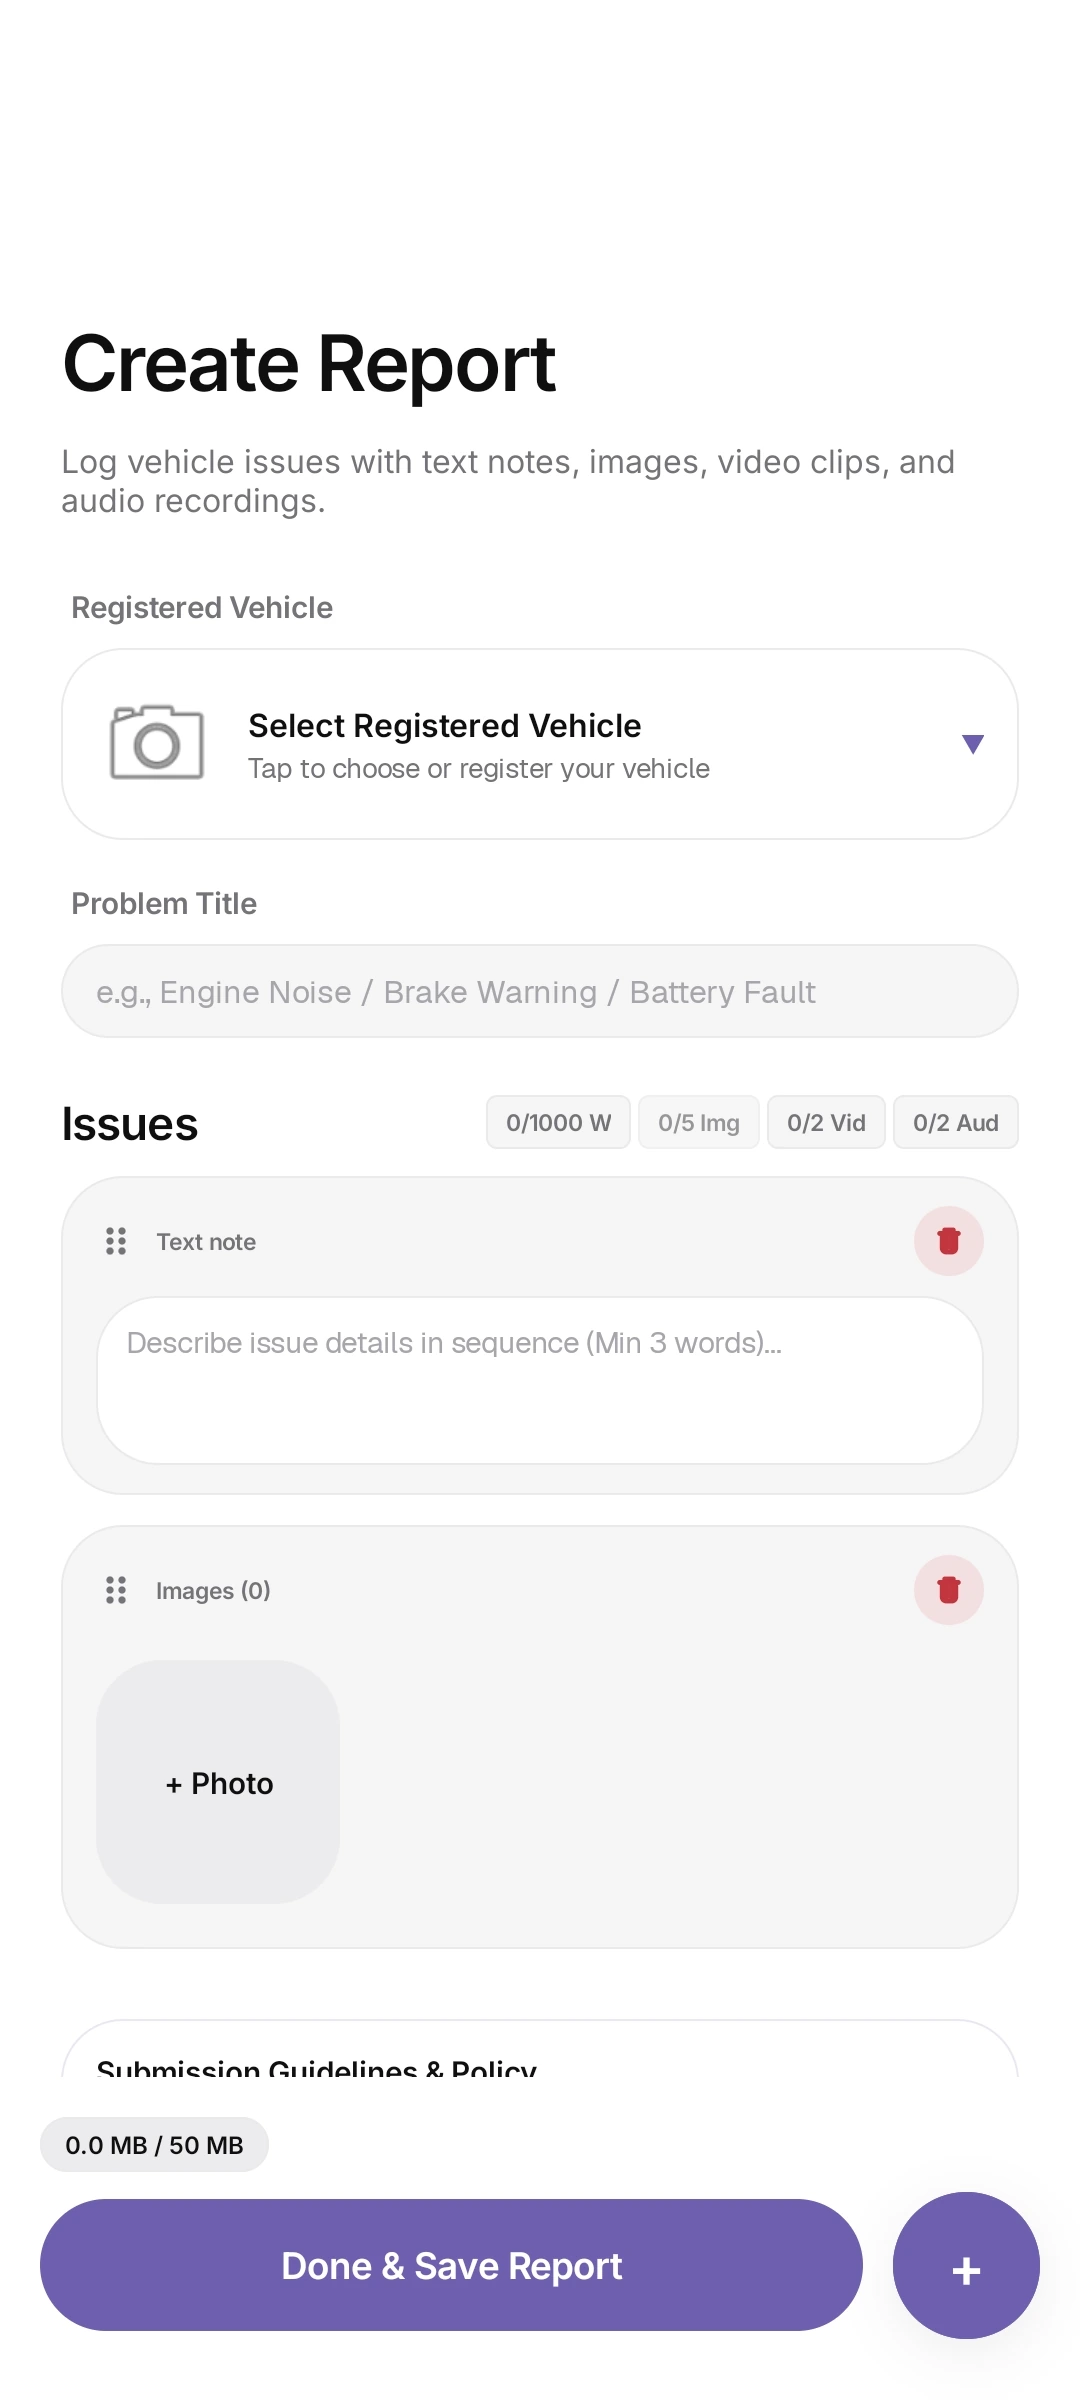 Create Report
Log vehicle issues with text notes, images, video clips, and
audio recordings.
Registered Vehicle
Select Registered Vehicle
Tap to choose or register your vehicle
Problem Title
e.g., Engine Noise / Brake Warning / Battery Fault
Issues
0/1000 W
0/5 Img
0/2 Vid
0/2 Aud
Text note
Describe issue details in sequence (Min 3 words)...
Images (0)
+ Photo
Submission Guidelines & Policy
0.0 MB / 50 MB
Done & Save Report
+